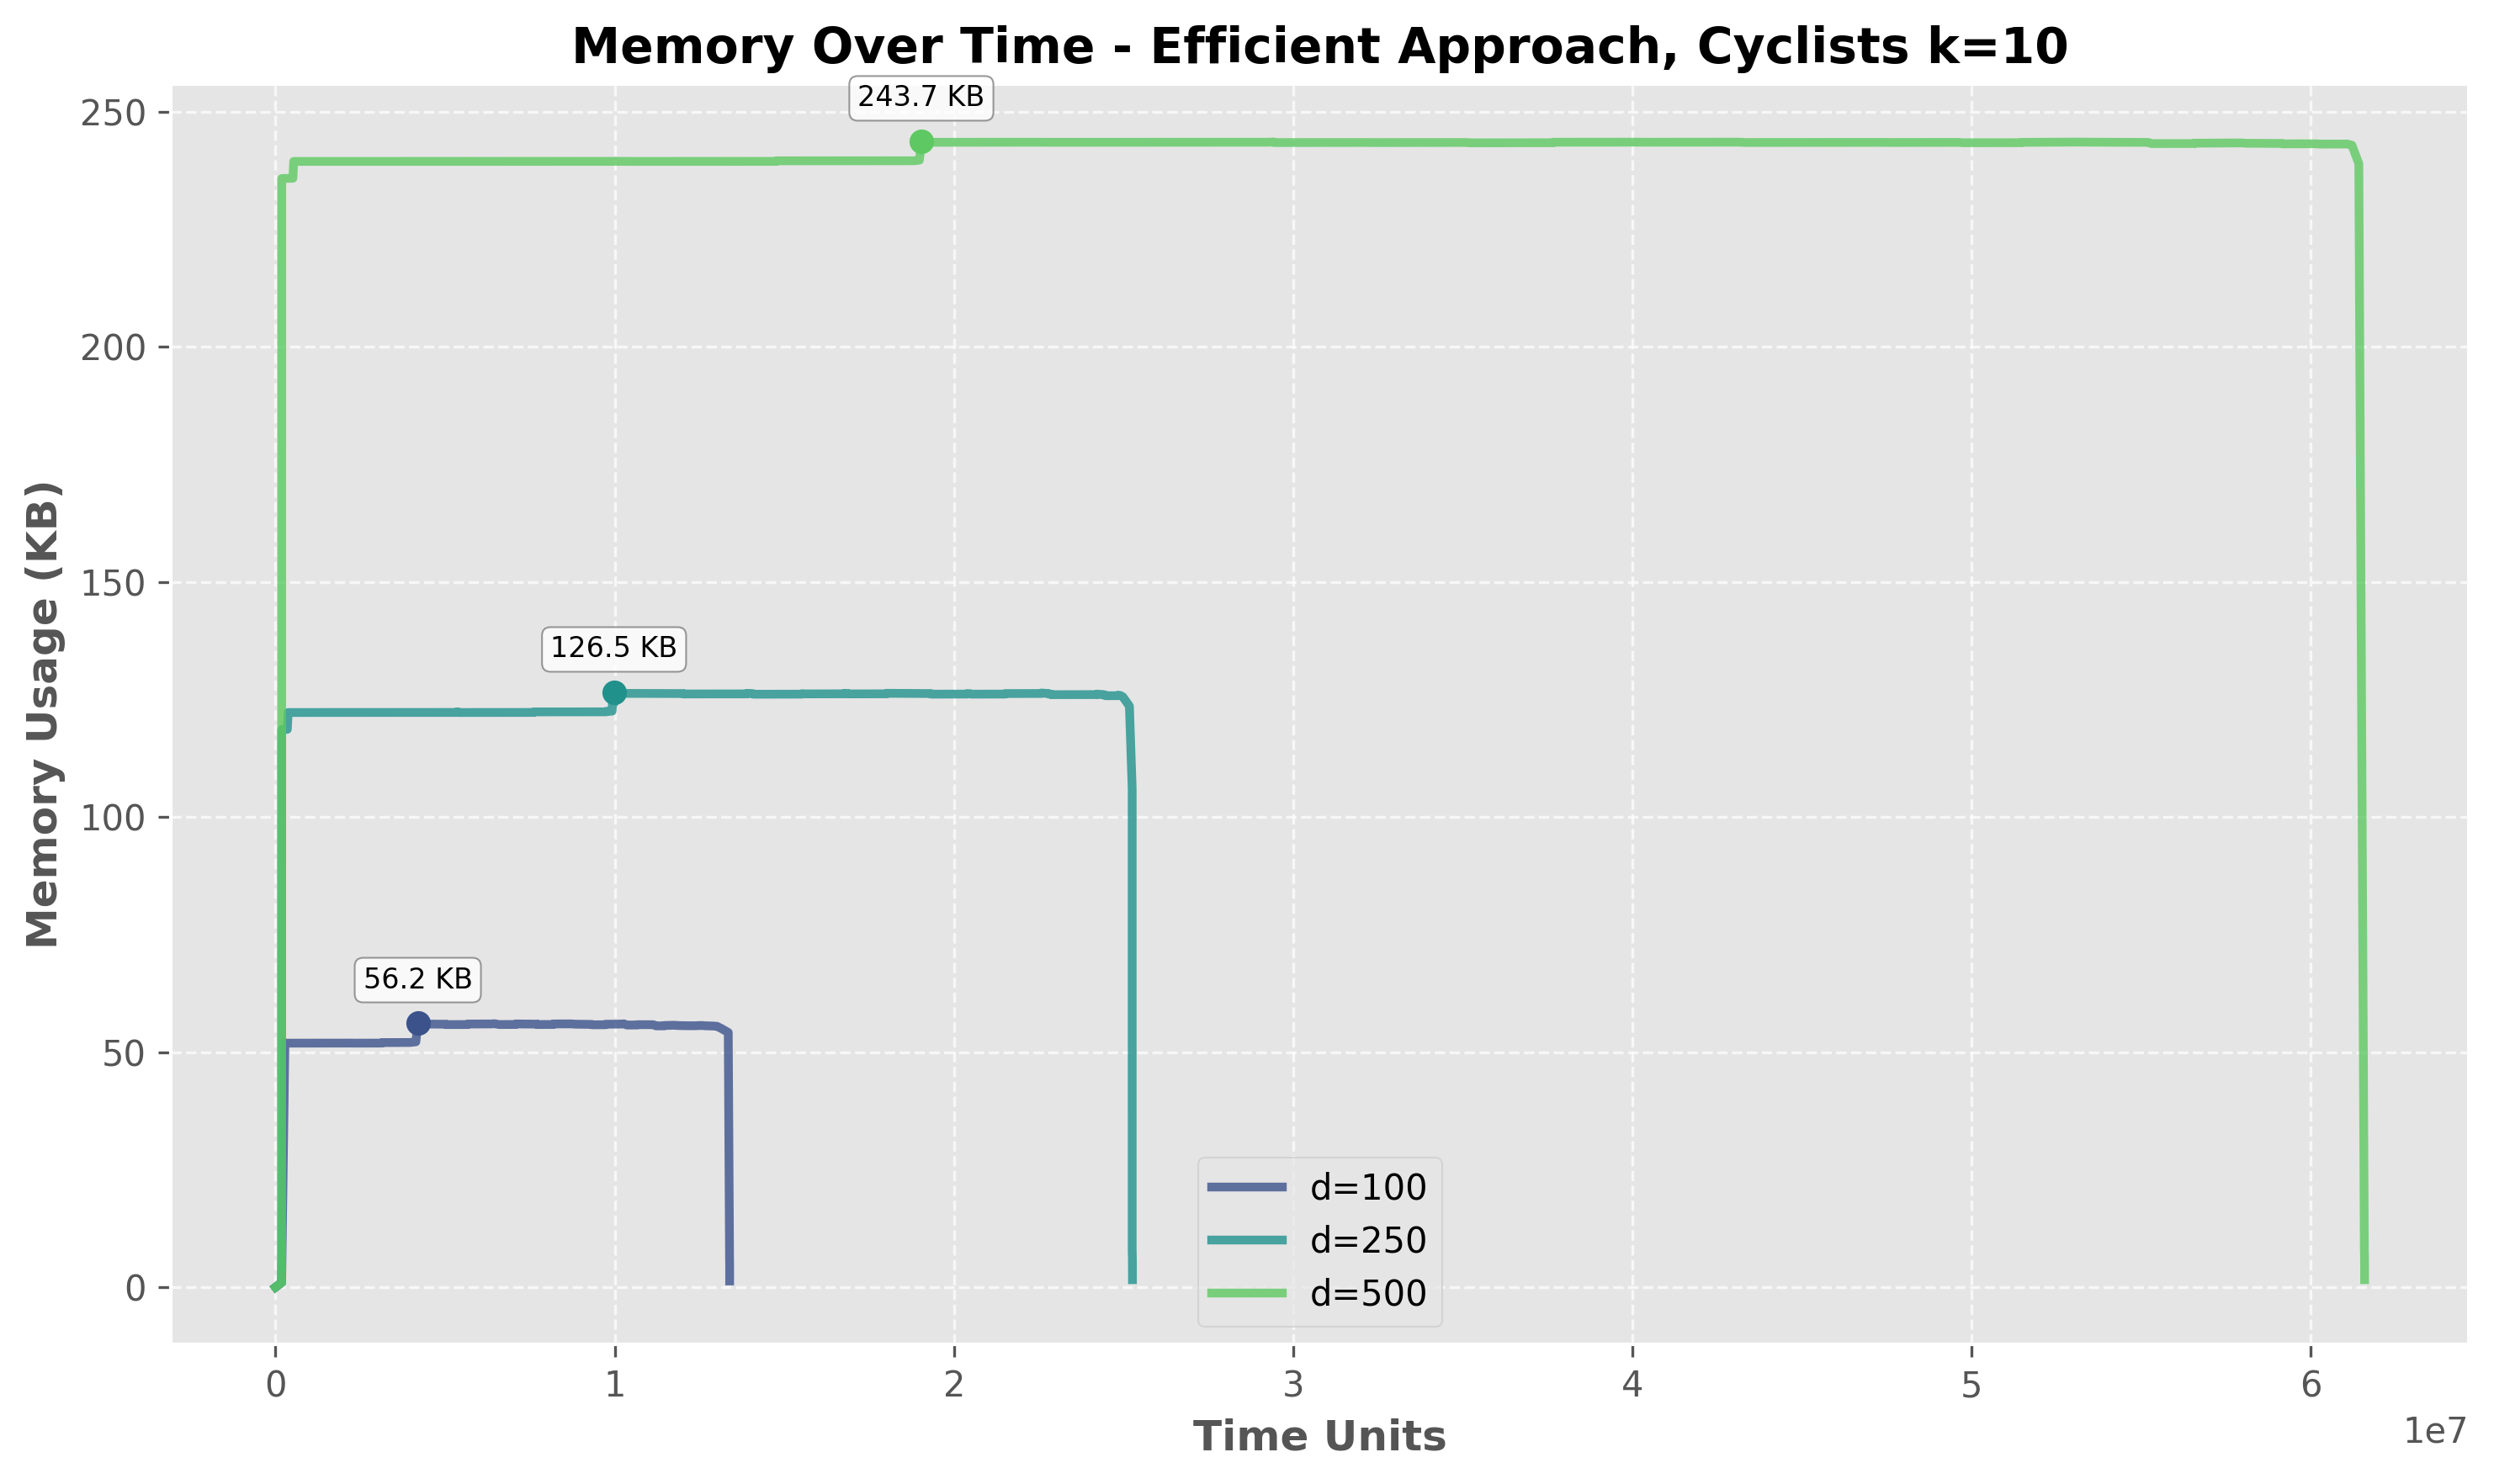 Memory Over Time - Efficient Approach, Cyclists k=10
243.7 KB
126.5 KB
56.2 KB
Memory Usage (KB)
250
200
150
100
50
0
d=100
d=250
d=500
0 1 2 3 4 5 6
1e7
Time Units